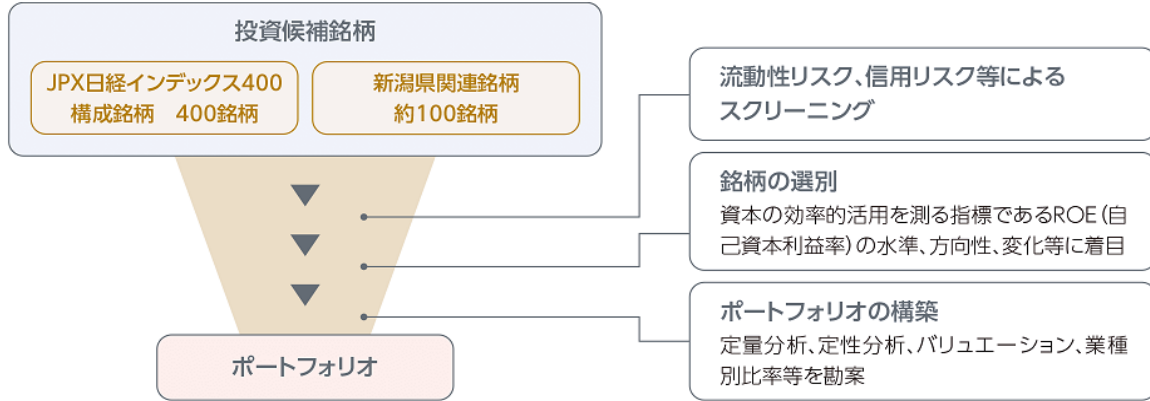 投資候補銘柄
JPX日経インデックス400
構成銘柄　400銘柄
新潟県関連銘柄
約100銘柄
流動性リスク、信用リスク等による
スクリーニング
銘柄の選別
資本の効率的活用を測る指標であるROE（自
己資本利益率）の水準、方向性、変化等に着目
ポートフォリオの構築
定量分析、定性分析、バリュエーション、業種
別比率等を勘案
ポートフォリオ